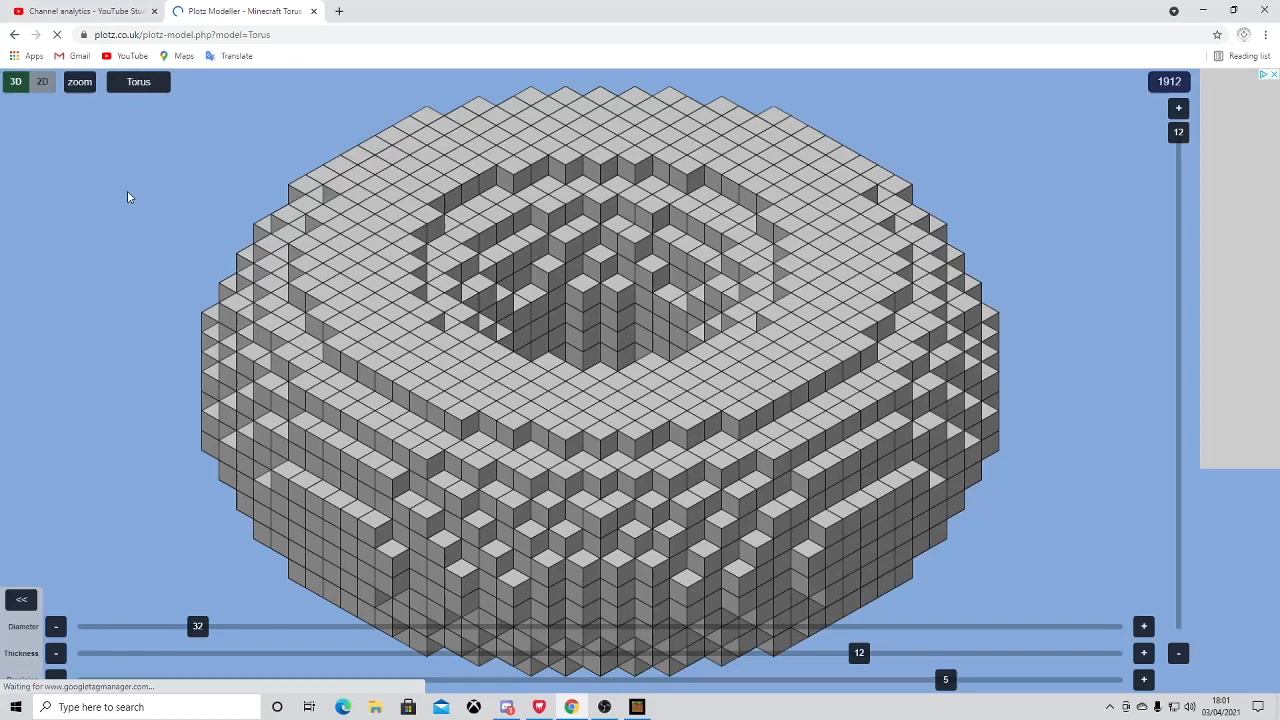 Channel analytics - YouTube Stu
Plotz Modeller - Minecraft Torus
plotz.co.uk/plotz-model.php?model=Torus
Apps
Gmail
YouTube
Maps
Translate
Reading list
3D
2D
zoom
Torus
1912
+
12
<<
Diameter
-
32
+
Thickness
-
12
+
-
5
+
Waiting for www.googletagmanager.com...
Type here to search
18:01
03/04/2021